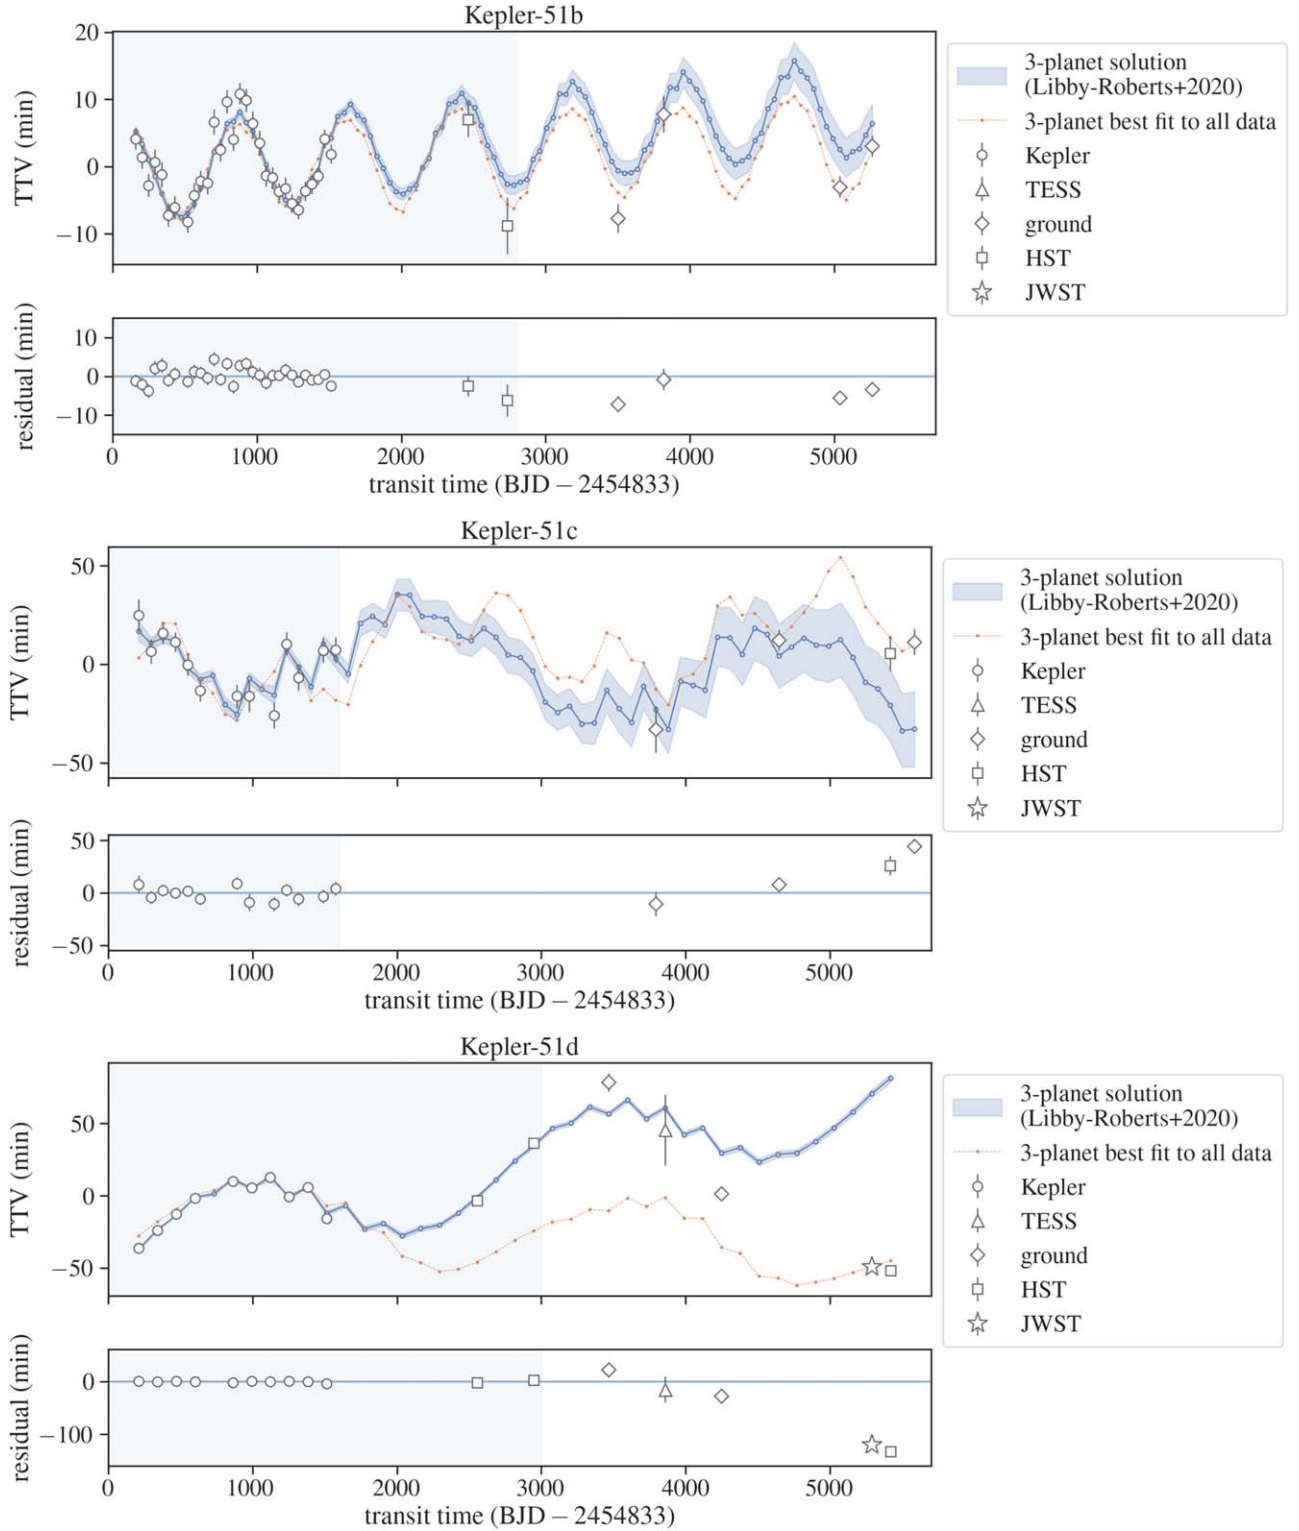 Kepler-51b
20
10
0
−10
TTV (min)
3-planet solution
(Libby-Roberts+2020)
3-planet best fit to all data
Kepler
TESS
ground
HST
JWST
10
0
−10
residual (min)
0 1000 2000 3000 4000 5000
transit time (BJD − 2454833)
Kepler-51c
50
0
−50
TTV (min)
3-planet solution
(Libby-Roberts+2020)
3-planet best fit to all data
Kepler
TESS
ground
HST
JWST
50
0
−50
residual (min)
0 1000 2000 3000 4000 5000
transit time (BJD − 2454833)
Kepler-51d
50
0
−50
TTV (min)
3-planet solution
(Libby-Roberts+2020)
3-planet best fit to all data
Kepler
TESS
ground
HST
JWST
0
−100
residual (min)
0 1000 2000 3000 4000 5000
transit time (BJD − 2454833)